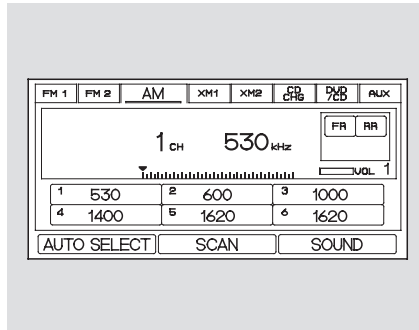 FM 1 FM 2 AM XM1 XM2 CD CHG DVD /CD AUX
FR RR
1 CH 530 kHz
VOL 1
1 530 2 600 3 1000
4 1400 5 1620 6 1620
AUTO SELECT SCAN SOUND